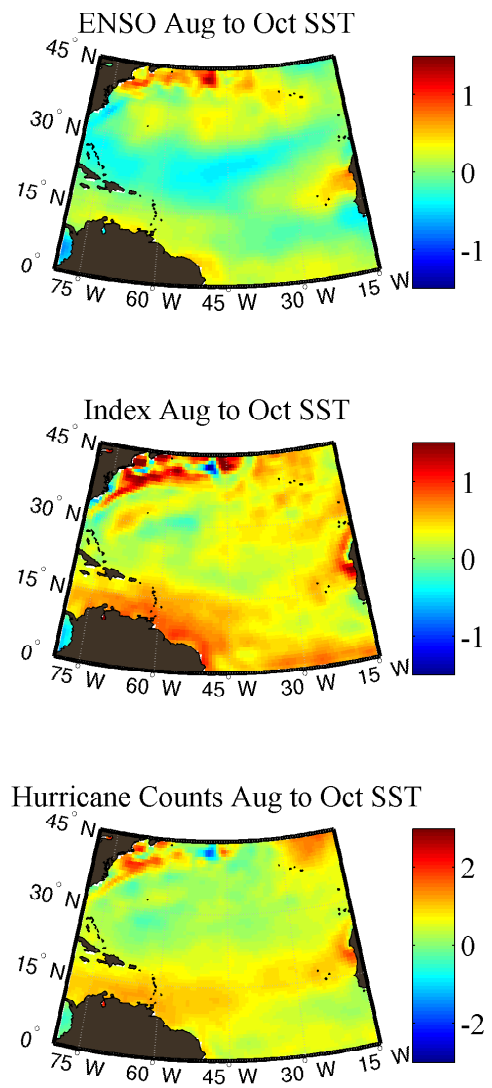 ENSO Aug to Oct SST
45° N
30° N
15° N
0°
75° W 60° W 45° W 30° W 15° W
1
0
-1
Index Aug to Oct SST
45° N
30° N
15° N
0°
75° W 60° W 45° W 30° W 15° W
1
0
-1
Hurricane Counts Aug to Oct SST
45° N
30° N
15° N
0°
75° W 60° W 45° W 30° W 15° W
2
0
-2